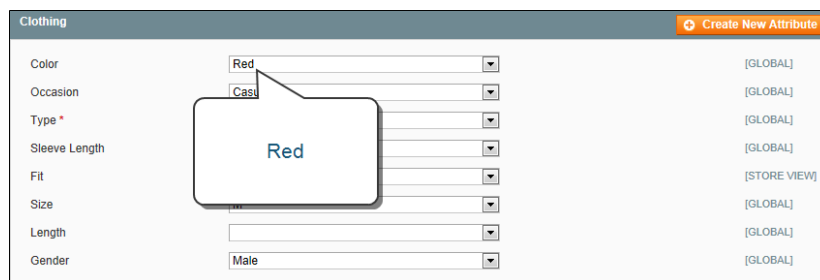 Clothing Create New Attribute
Color Red [GLOBAL]
Occasion [GLOBAL]
Type * [GLOBAL]
Sleeve Length [GLOBAL]
Fit [STORE VIEW]
Size [GLOBAL]
Length [GLOBAL]
Gender Male [GLOBAL]
Red